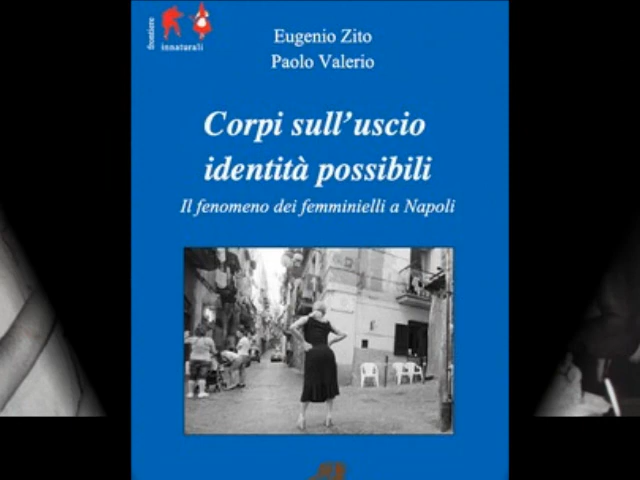 frontiere
innaturali
Eugenio Zito
Paolo Valerio
Corpi sull'uscio
identità possibili
Il fenomeno dei femminielli a Napoli